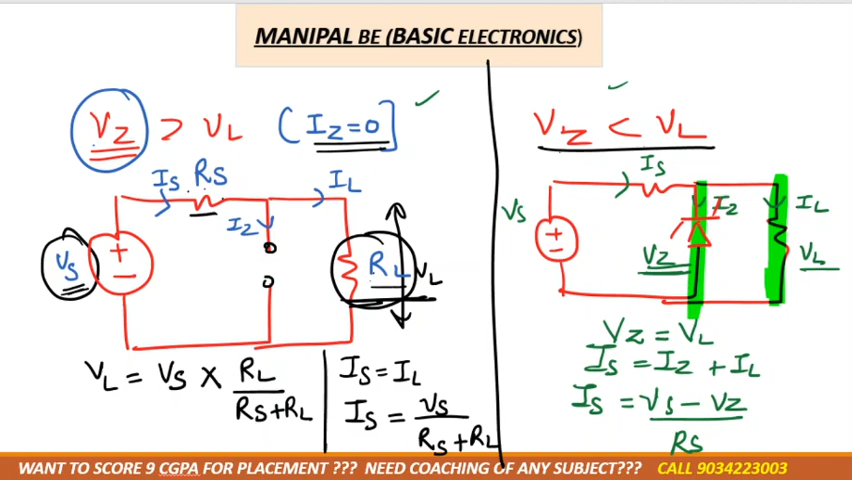 MANIPAL BE (BASIC ELECTRONICS)
VZ > VL ( IZ=0 ]
IS RS IL
IZ
VS + − RL VL
VL = VS × RL / RS+RL
IS = IL
IS = VS / RS+RL
VZ < VL
IS
VS + − IZ IL
VZ VL
VZ = VL
IS = IZ + IL
IS = VS − VZ / RS
WANT TO SCORE 9 CGPA FOR PLACEMENT ??? NEED COACHING OF ANY SUBJECT??? CALL 9034223003